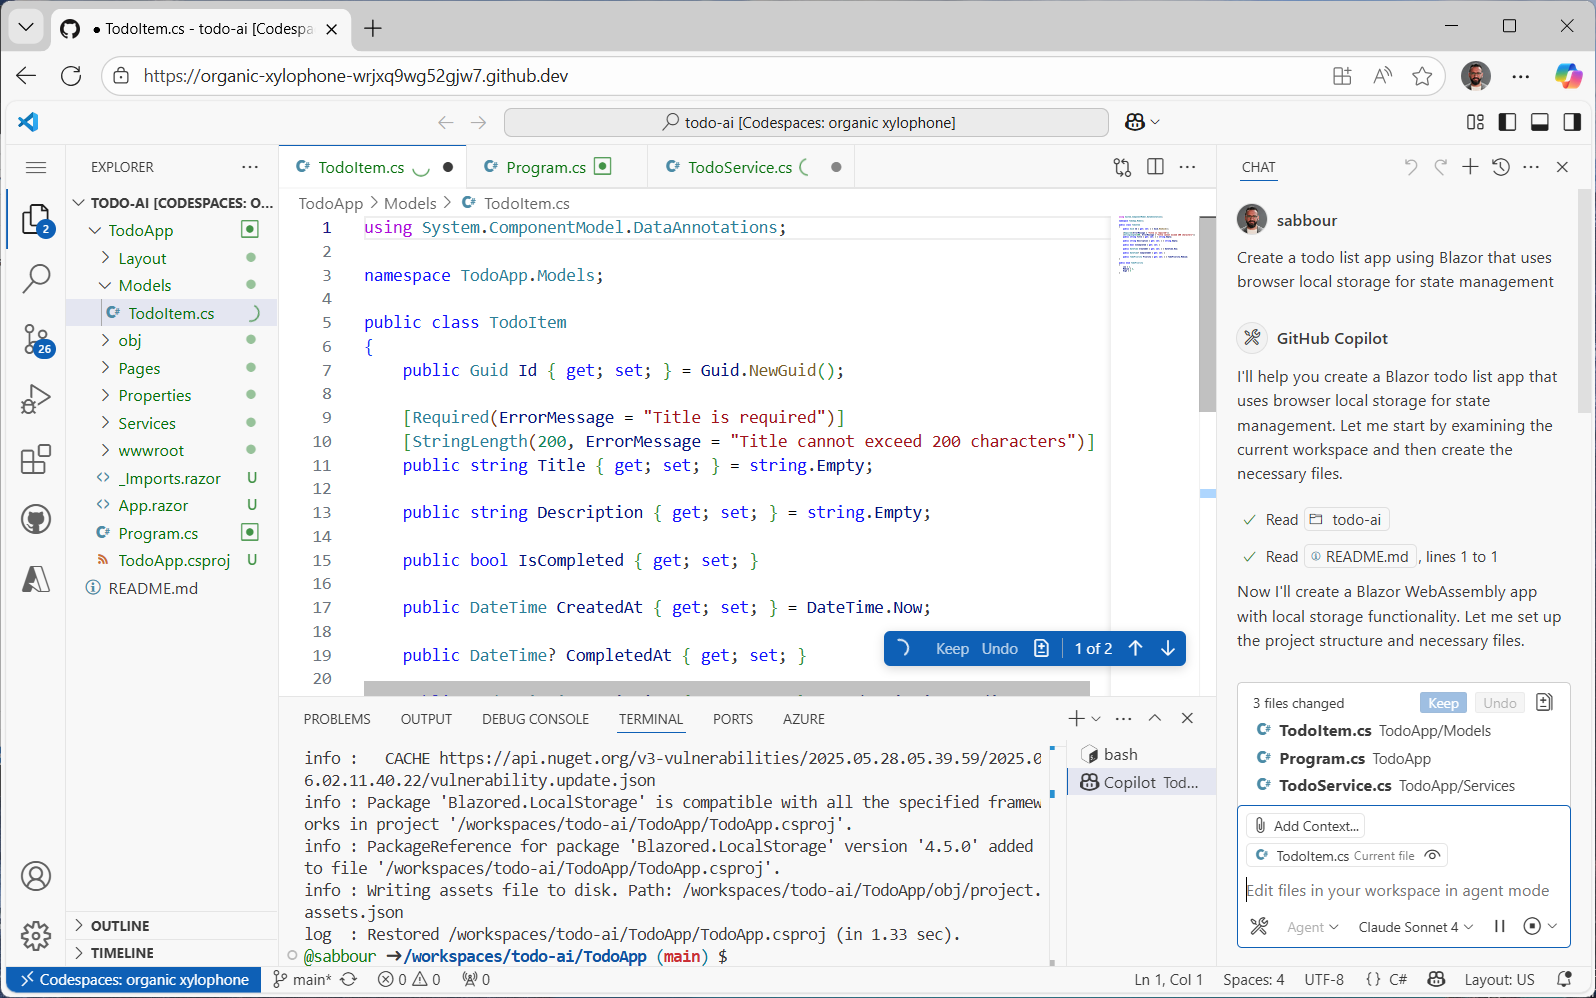 TodoItem.cs - todo-ai [Codespa
https://organic-xylophone-wrjxq9wg52gjw7.github.dev
todo-ai [Codespaces: organic xylophone]
EXPLORER
TODO-AI [CODESPACES: O...
TodoApp
Layout
Models
TodoItem.cs
obj
Pages
Properties
Services
wwwroot
_Imports.razor U
App.razor U
Program.cs
TodoApp.csproj U
README.md
OUTLINE
TIMELINE
2
26
TodoItem.cs
Program.cs
TodoService.cs
TodoApp > Models > TodoItem.cs
1 using System.ComponentModel.DataAnnotations;
2
3 namespace TodoApp.Models;
4
5 public class TodoItem
6 {
7 public Guid Id { get; set; } = Guid.NewGuid();
8
9 [Required(ErrorMessage = "Title is required")]
10 [StringLength(200, ErrorMessage = "Title cannot exceed 200 characters")]
11 public string Title { get; set; } = string.Empty;
12
13 public string Description { get; set; } = string.Empty;
14
15 public bool IsCompleted { get; set; }
16
17 public DateTime CreatedAt { get; set; } = DateTime.Now;
18
19 public DateTime? CompletedAt { get; set; }
20
Keep Undo 1 of 2
PROBLEMS OUTPUT DEBUG CONSOLE TERMINAL PORTS AZURE
info :   CACHE https://api.nuget.org/v3-vulnerabilities/2025.05.28.05.39.59/2025.0
6.02.11.40.22/vulnerability.update.json
info : Package 'Blazored.LocalStorage' is compatible with all the specified framew
orks in project '/workspaces/todo-ai/TodoApp/TodoApp.csproj'.
info : PackageReference for package 'Blazored.LocalStorage' version '4.5.0' added
to file '/workspaces/todo-ai/TodoApp/TodoApp.csproj'.
info : Writing assets file to disk. Path: /workspaces/todo-ai/TodoApp/obj/project.
assets.json
log  : Restored /workspaces/todo-ai/TodoApp/TodoApp.csproj (in 1.33 sec).
@sabbour ➜/workspaces/todo-ai/TodoApp (main) $
bash
Copilot Tod...
CHAT
sabbour
Create a todo list app using Blazor that uses
browser local storage for state management
GitHub Copilot
I'll help you create a Blazor todo list app that
uses browser local storage for state
management. Let me start by examining the
current workspace and then create the
necessary files.
Read todo-ai
Read README.md , lines 1 to 1
Now I'll create a Blazor WebAssembly app
with local storage functionality. Let me set up
the project structure and necessary files.
3 files changed Keep Undo
TodoItem.cs TodoApp/Models
Program.cs TodoApp
TodoService.cs TodoApp/Services
Add Context...
TodoItem.cs Current file
Edit files in your workspace in agent mode
Agent Claude Sonnet 4
Codespaces: organic xylophone main* 0 0 0 Ln 1, Col 1 Spaces: 4 UTF-8 {} C# Layout: US